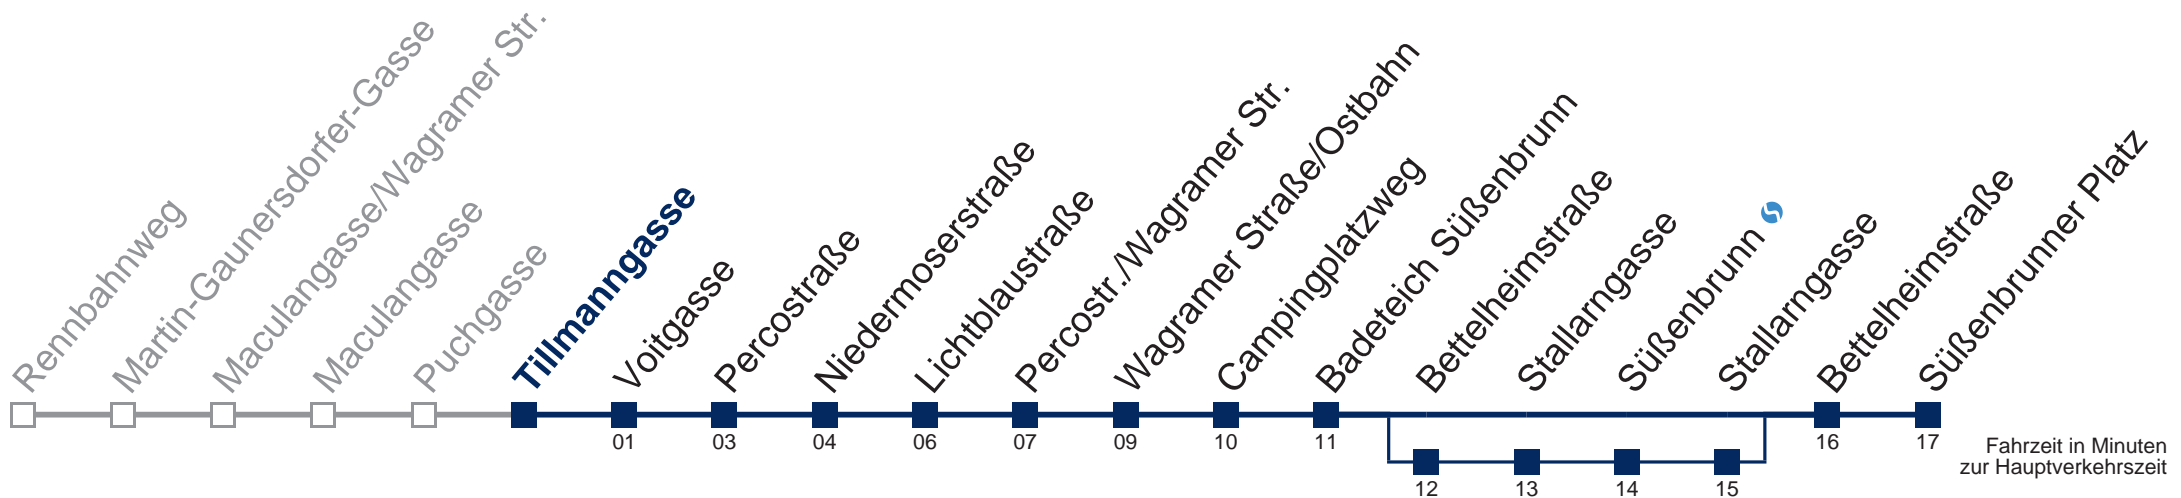 Rennbahnweg
Martin-Gaunersdorfer-Gasse
Maculangasse/Wagramer Str.
Maculangasse
Puchgasse
Tillmanngasse
Voitgasse
Percostraße
Niedermoserstraße
Lichtblaustraße
Percostr./Wagramer Str.
Wagramer Straße/Ostbahn
Campingplatzweg
Badeteich Süßenbrunn
Bettelheimstraße
Stallarngasse
Süßenbrunn
Stallarngasse
Bettelheimstraße
Süßenbrunner Platz
01
03
04
06
07
09
10
11
16
17
12
13
14
15
Fahrzeit in Minuten
zur Hauptverkehrszeit